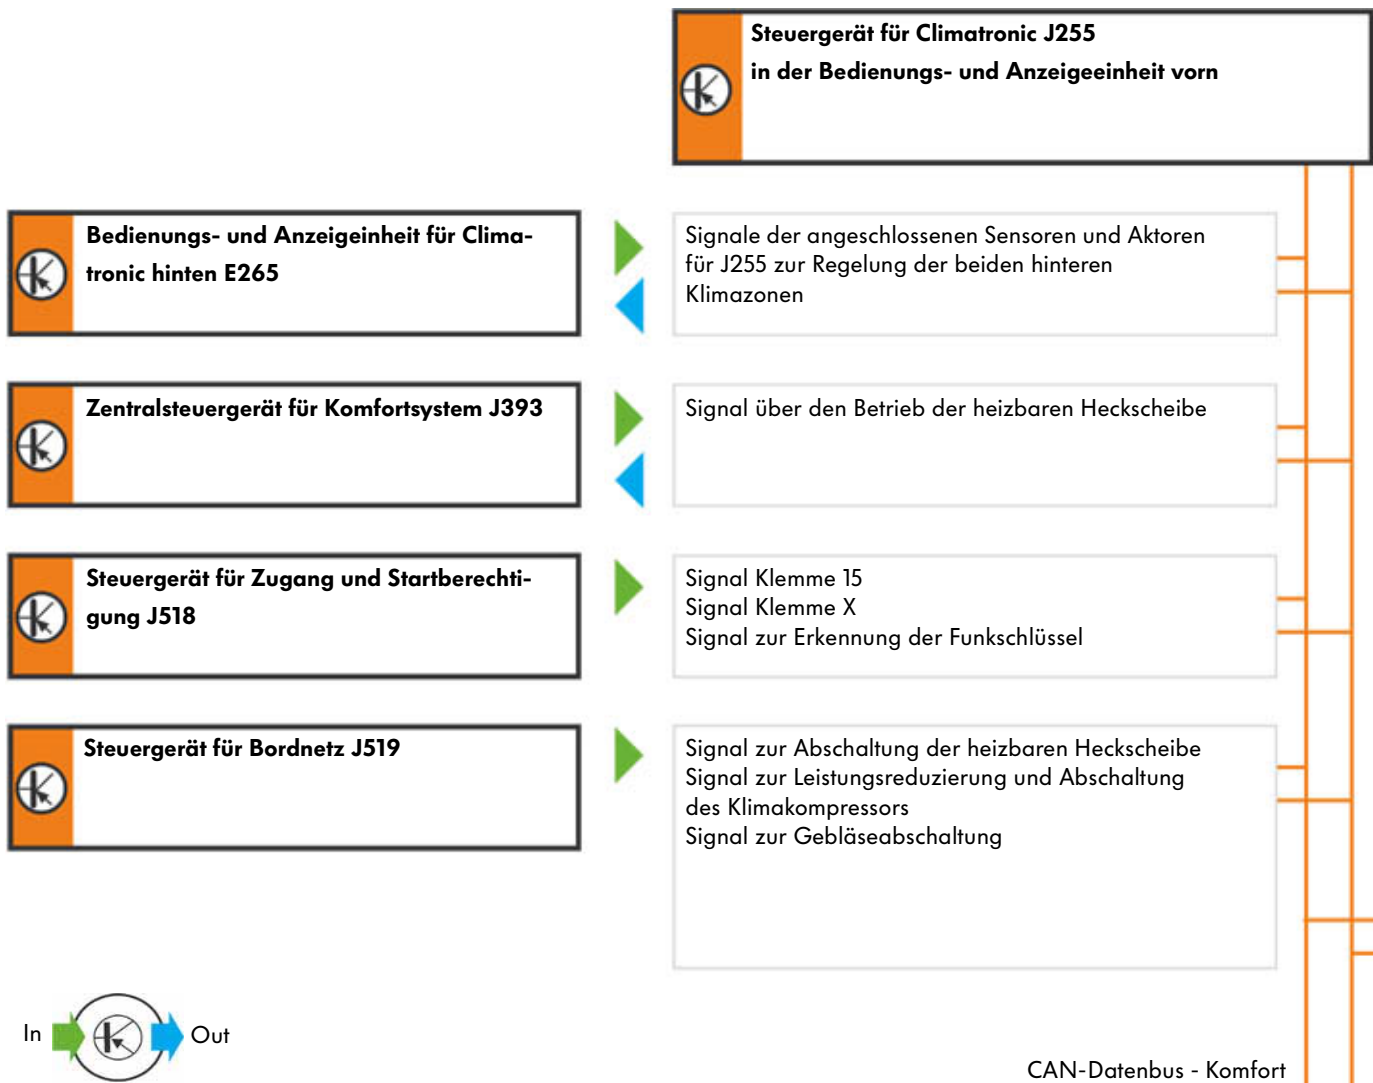 Steuergerät für Climatronic J255
in der Bedienungs- und Anzeigeeinheit vorn
Bedienungs- und Anzeigeinheit für Clima-
tronic hinten E265
Signale der angeschlossenen Sensoren und Aktoren
für J255 zur Regelung der beiden hinteren
Klimazonen
Zentralsteuergerät für Komfortsystem J393
Signal über den Betrieb der heizbaren Heckscheibe
Steuergerät für Zugang und Startberechti-
gung J518
Signal Klemme 15
Signal Klemme X
Signal zur Erkennung der Funkschlüssel
Steuergerät für Bordnetz J519
Signal zur Abschaltung der heizbaren Heckscheibe
Signal zur Leistungsreduzierung und Abschaltung
des Klimakompressors
Signal zur Gebläseabschaltung
In
Out
CAN-Datenbus - Komfort